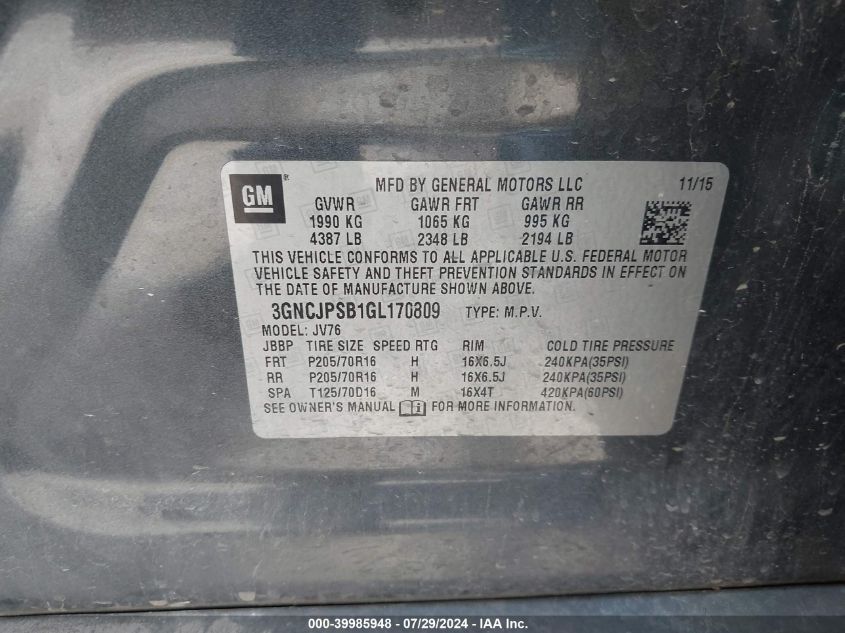 GM ® MFD BY GENERAL MOTORS LLC 11/15
GVWR GAWR FRT GAWR RR
1990 KG 1065 KG 995 KG
4387 LB 2348 LB 2194 LB
THIS VEHICLE CONFORMS TO ALL APPLICABLE U.S. FEDERAL MOTOR
VEHICLE SAFETY AND THEFT PREVENTION STANDARDS IN EFFECT ON
THE DATE OF MANUFACTURE SHOWN ABOVE.
3GNCJPSB1GL170809 TYPE: M.P.V.
MODEL: JV76
JBBP TIRE SIZE SPEED RTG RIM COLD TIRE PRESSURE
FRT P205/70R16 H 16X6.5J 240KPA(35PSI)
RR P205/70R16 H 16X6.5J 240KPA(35PSI)
SPA T125/70D16 M 16X4T 420KPA(60PSI)
SEE OWNER'S MANUAL FOR MORE INFORMATION.
000-39985948 - 07/29/2024 - IAA Inc.